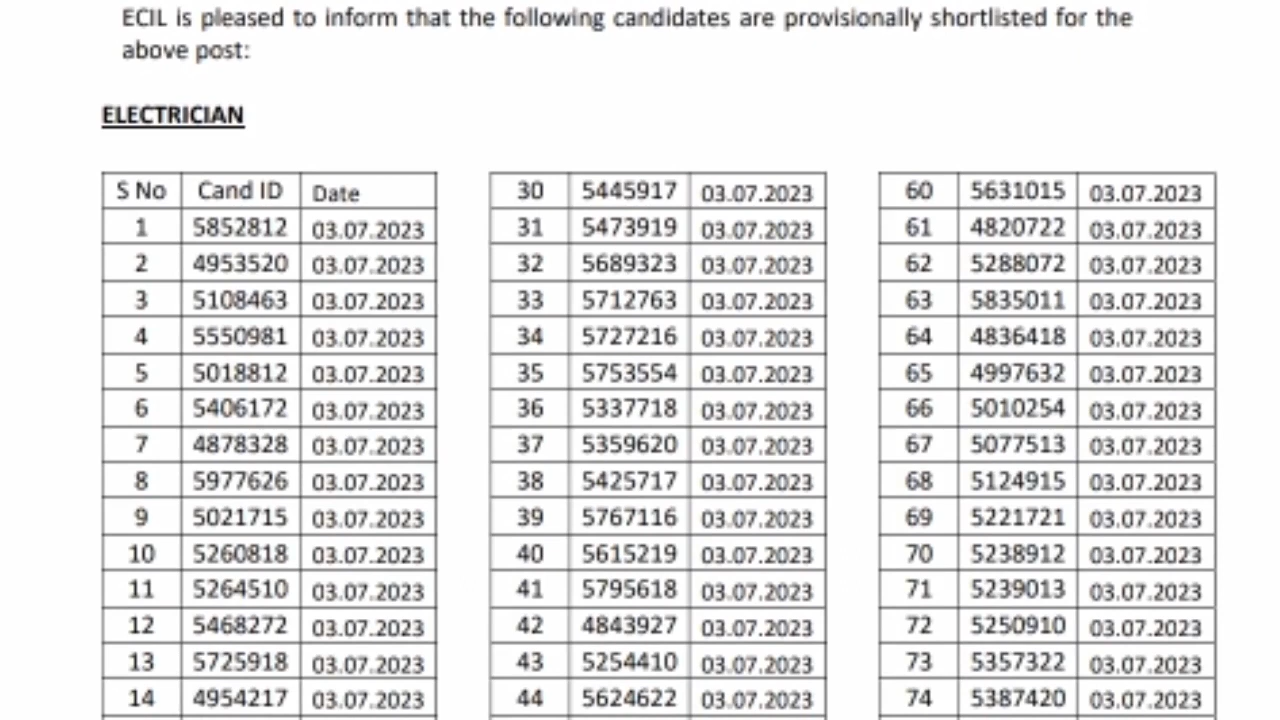 ECIL is pleased to inform that the following candidates are provisionally shortlisted for the
above post:
ELECTRICIAN
S No Cand ID Date
1 5852812 03.07.2023
2 4953520 03.07.2023
3 5108463 03.07.2023
4 5550981 03.07.2023
5 5018812 03.07.2023
6 5406172 03.07.2023
7 4878328 03.07.2023
8 5977626 03.07.2023
9 5021715 03.07.2023
10 5260818 03.07.2023
11 5264510 03.07.2023
12 5468272 03.07.2023
13 5725918 03.07.2023
14 4954217 03.07.2023
30 5445917 03.07.2023
31 5473919 03.07.2023
32 5689323 03.07.2023
33 5712763 03.07.2023
34 5727216 03.07.2023
35 5753554 03.07.2023
36 5337718 03.07.2023
37 5359620 03.07.2023
38 5425717 03.07.2023
39 5767116 03.07.2023
40 5615219 03.07.2023
41 5795618 03.07.2023
42 4843927 03.07.2023
43 5254410 03.07.2023
44 5624622 03.07.2023
60 5631015 03.07.2023
61 4820722 03.07.2023
62 5288072 03.07.2023
63 5835011 03.07.2023
64 4836418 03.07.2023
65 4997632 03.07.2023
66 5010254 03.07.2023
67 5077513 03.07.2023
68 5124915 03.07.2023
69 5221721 03.07.2023
70 5238912 03.07.2023
71 5239013 03.07.2023
72 5250910 03.07.2023
73 5357322 03.07.2023
74 5387420 03.07.2023